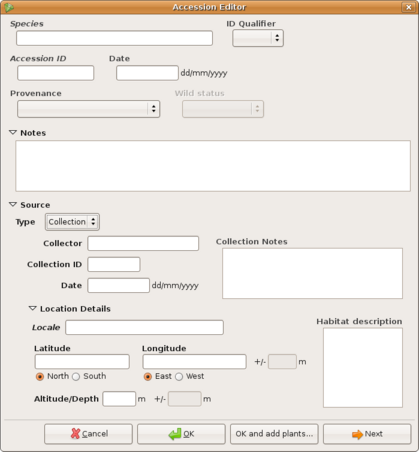 Accession Editor
Species
ID Qualifier
Accession ID
Date
dd/mm/yyyy
Provenance
Wild status
Notes
Source
Type Collection
Collector
Collection Notes
Collection ID
Date dd/mm/yyyy
Location Details
Habitat description
Locale
Latitude
Longitude
+/- m
North South East West
Altitude/Depth m +/- m
Cancel OK OK and add plants... Next